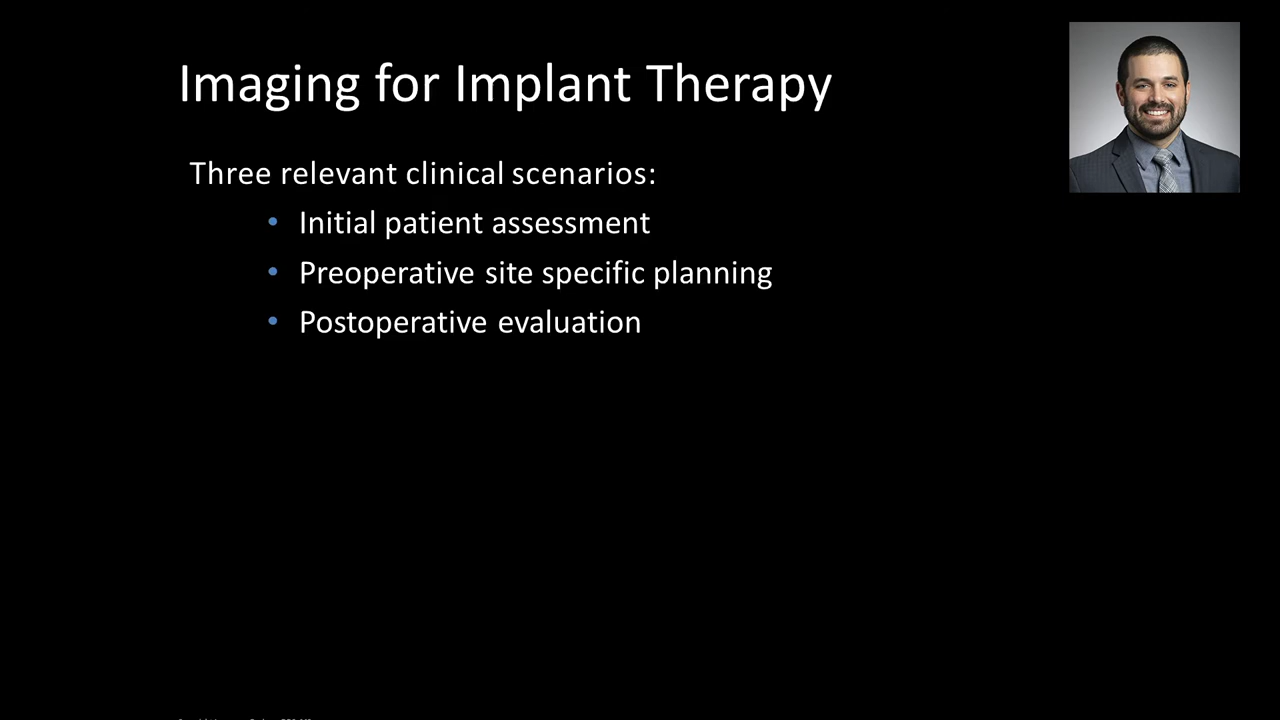 Imaging for Implant Therapy
Three relevant clinical scenarios:
• Initial patient assessment
• Preoperative site specific planning
• Postoperative evaluation